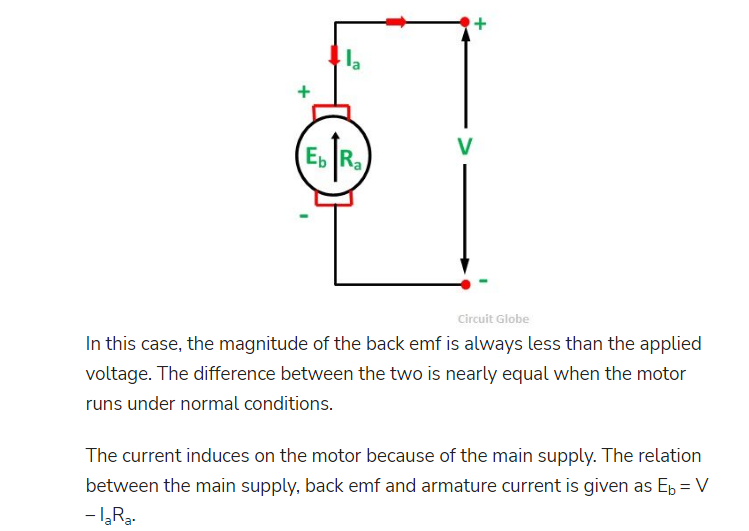 +
Iₐ
+
V
E_b Rₐ
-
-
Circuit Globe
In this case, the magnitude of the back emf is always less than the applied
voltage. The difference between the two is nearly equal when the motor
runs under normal conditions.
The current induces on the motor because of the main supply. The relation
between the main supply, back emf and armature current is given as E_b = V
– IₐRₐ.